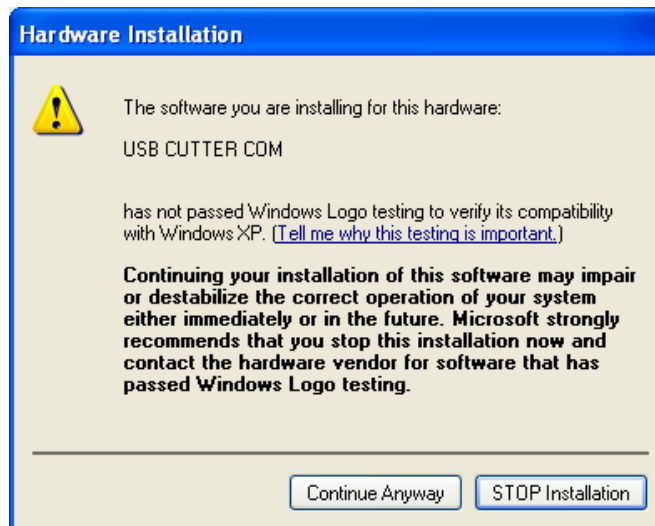 Hardware Installation
The software you are installing for this hardware:
USB CUTTER COM
has not passed Windows Logo testing to verify its compatibility
with Windows XP. (Tell me why this testing is important.)
Continuing your installation of this software may impair
or destabilize the correct operation of your system
either immediately or in the future. Microsoft strongly
recommends that you stop this installation now and
contact the hardware vendor for software that has
passed Windows Logo testing.
Continue Anyway
STOP Installation